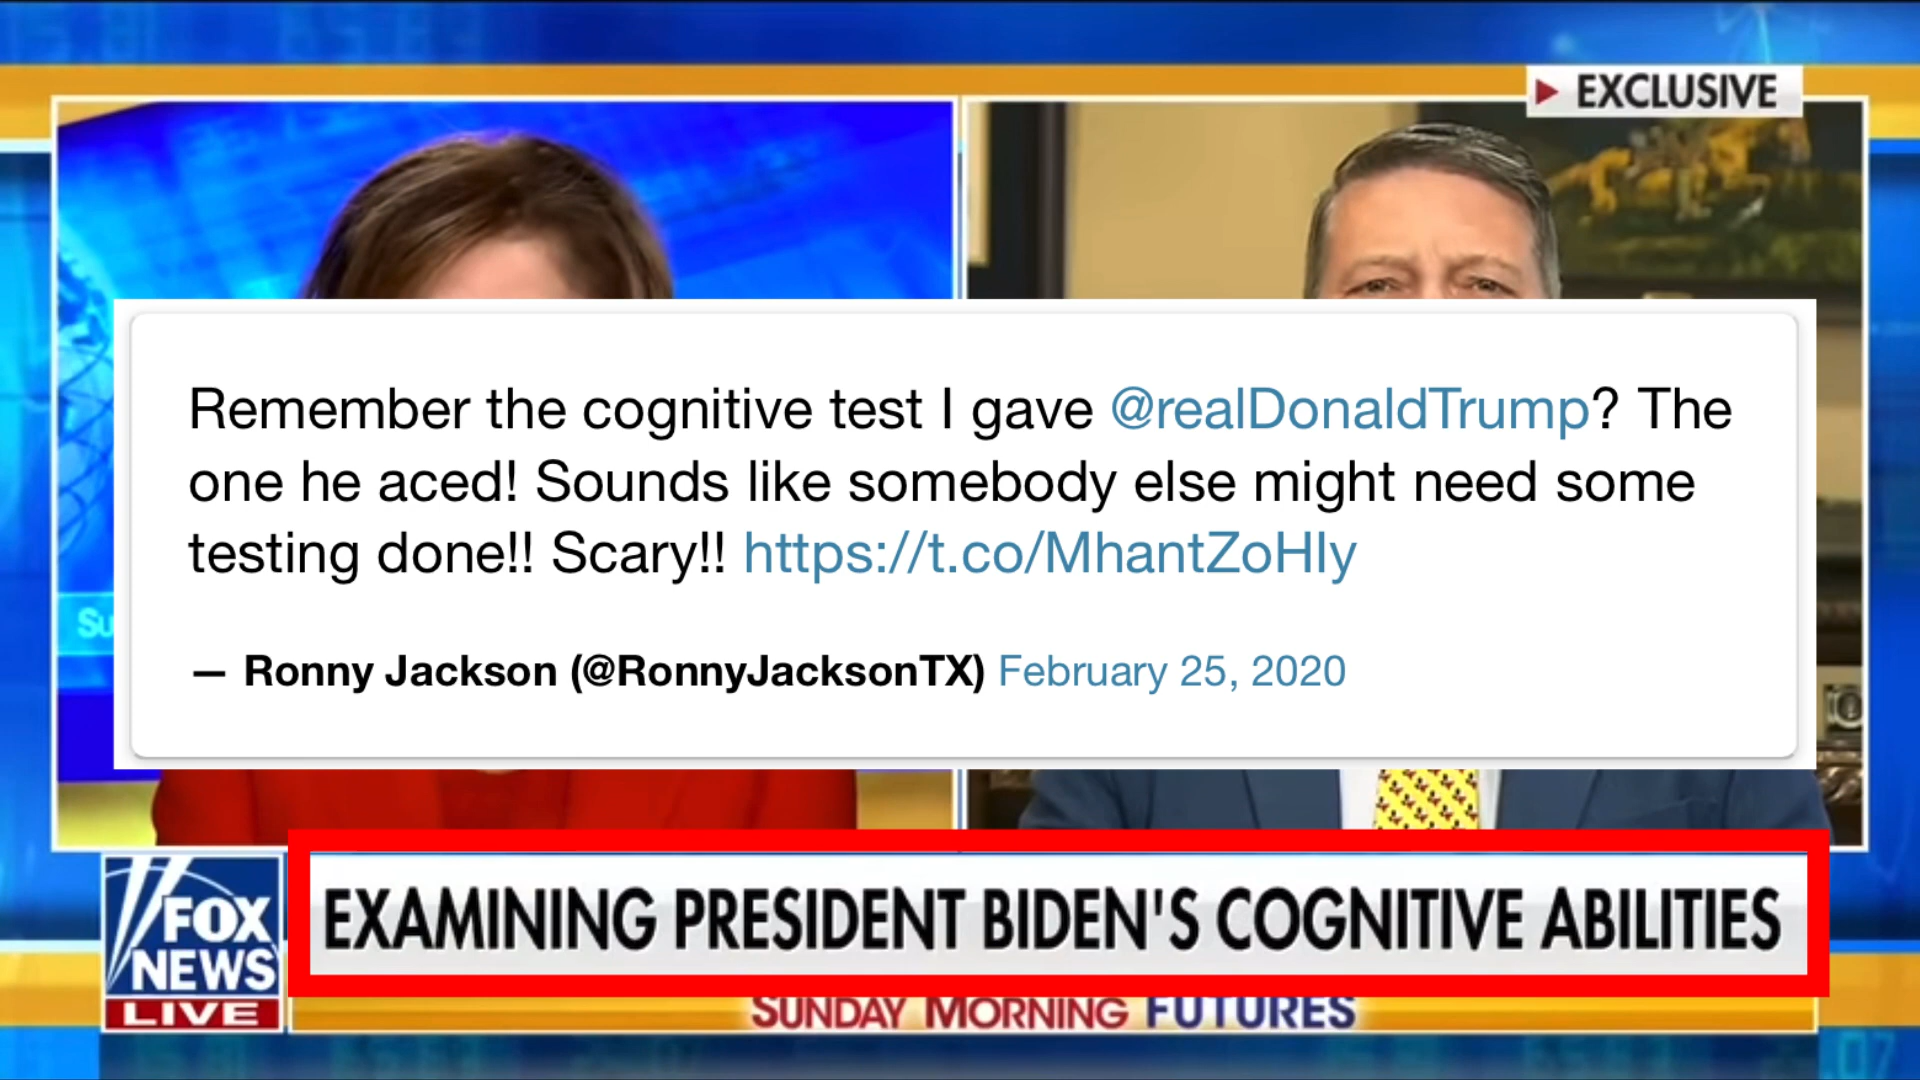 EXCLUSIVE
Remember the cognitive test I gave @realDonaldTrump? The
one he aced! Sounds like somebody else might need some
testing done!! Scary!! https://t.co/MhantZoHly
— Ronny Jackson (@RonnyJacksonTX) February 25, 2020
Su
FOX
NEWS
LIVE
EXAMINING PRESIDENT BIDEN'S COGNITIVE ABILITIES
SUNDAY MORNING FUTURES
07